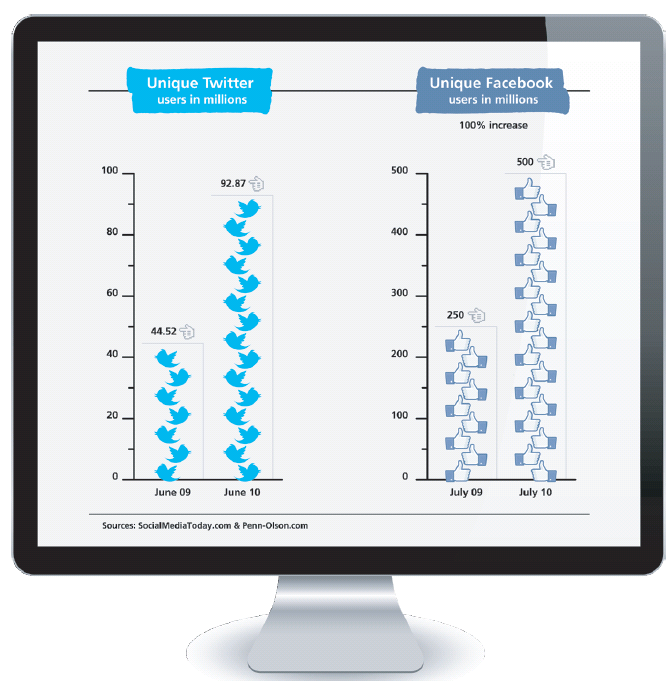 Unique Twitter
users in millions
Unique Facebook
users in millions
100% increase
100
80
60
40
20
0
44.52
92.87
June 09
June 10
500
400
300
200
100
0
250
500
July 09
July 10
Sources: SocialMediaToday.com & Penn-Olson.com